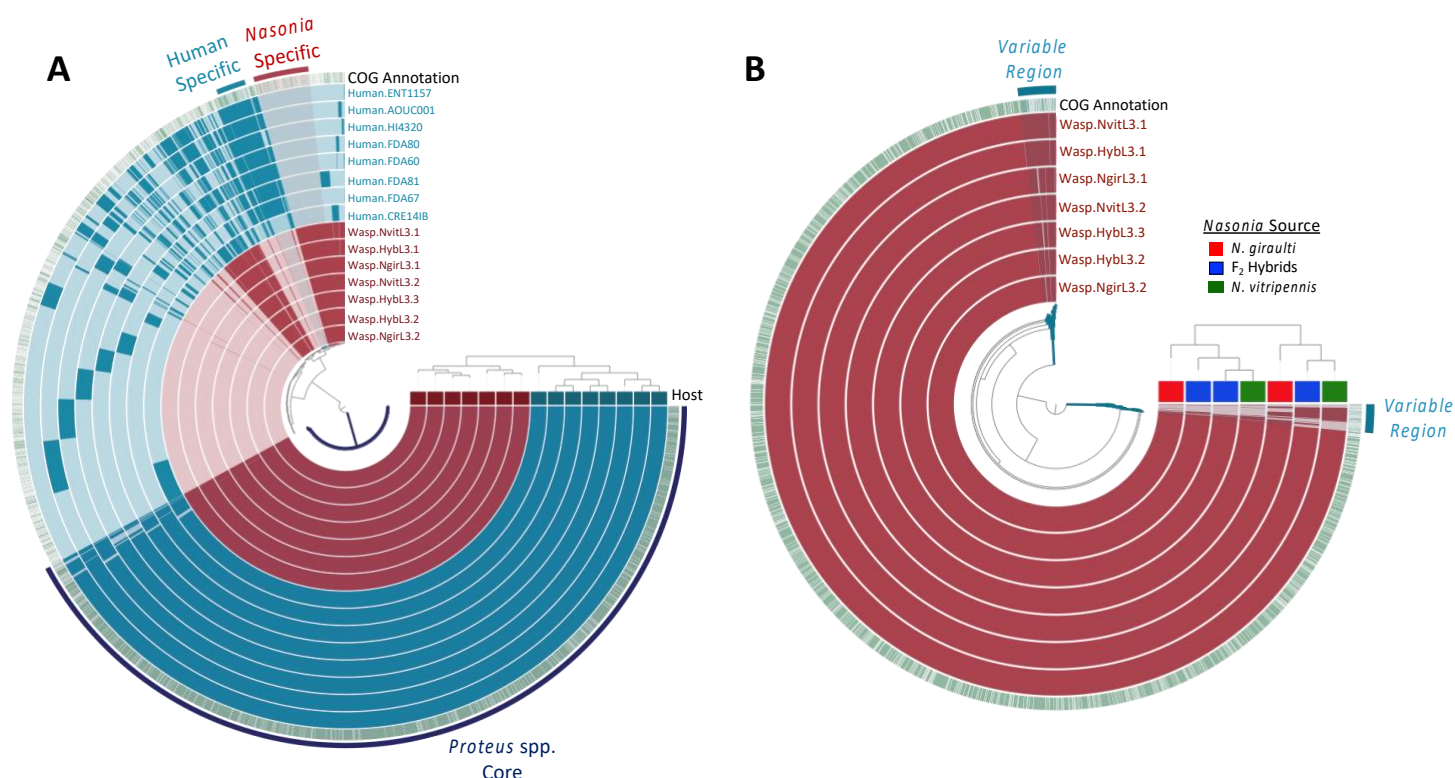 A
Human
Specific
Nasonia
Specific
COG Annotation
Human.ENT1157
Human.AOUC001
Human.HI4320
Human.FDA80
Human.FDA60
Human.FDA81
Human.FDA67
Human.CRE14IB
Wasp.NvitL3.1
Wasp.HybL3.1
Wasp.NgirL3.1
Wasp.NvitL3.2
Wasp.HybL3.3
Wasp.HybL3.2
Wasp.NgirL3.2
Host
Proteus spp.
Core
B
Variable
Region
COG Annotation
Wasp.NvitL3.1
Wasp.HybL3.1
Wasp.NgirL3.1
Wasp.NvitL3.2
Wasp.HybL3.3
Wasp.HybL3.2
Wasp.NgirL3.2
Nasonia Source
N. giraulti
F₂ Hybrids
N. vitripennis
Variable
Region